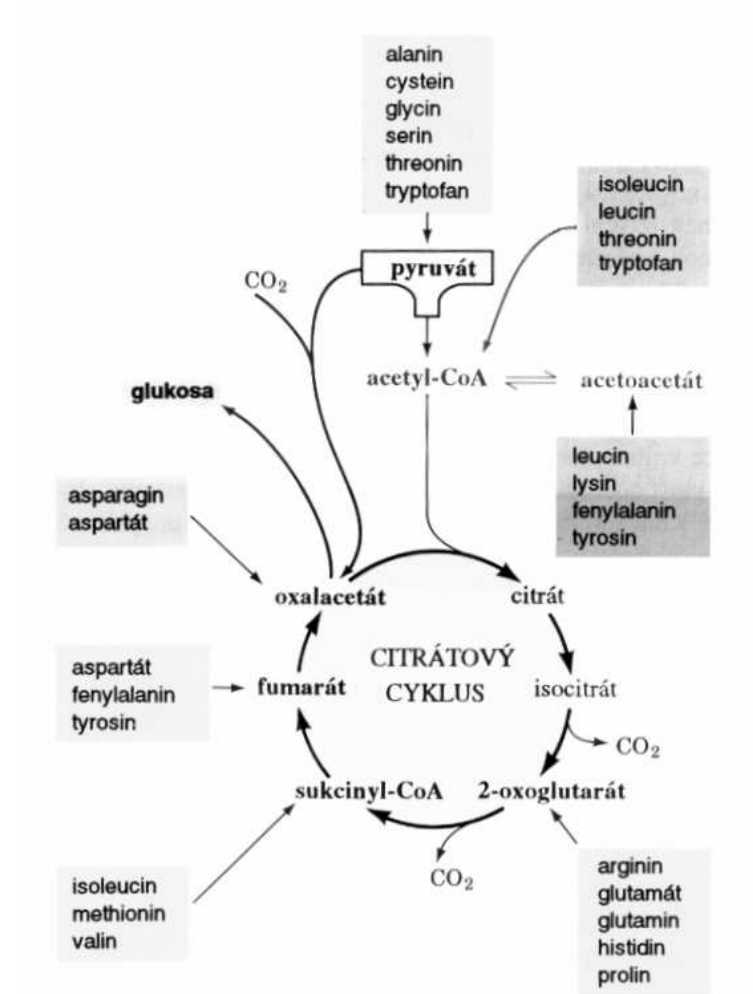 alanin
cystein
glycin
serin
threonin
tryptofan
isoleucin
leucin
threonin
tryptofan
pyruvát
CO₂
acetyl-CoA
acetoacetát
glukosa
leucin
lysin
fenylalanin
tyrosin
asparagin
aspartát
oxalacetát
citrát
CITRÁTOVÝ
CYKLUS
aspartát
fenylalanin
tyrosin
fumarát
isocitrát
CO₂
sukcinyl-CoA
2-oxoglutarát
CO₂
isoleucin
methionin
valin
arginin
glutamát
glutamin
histidin
prolin